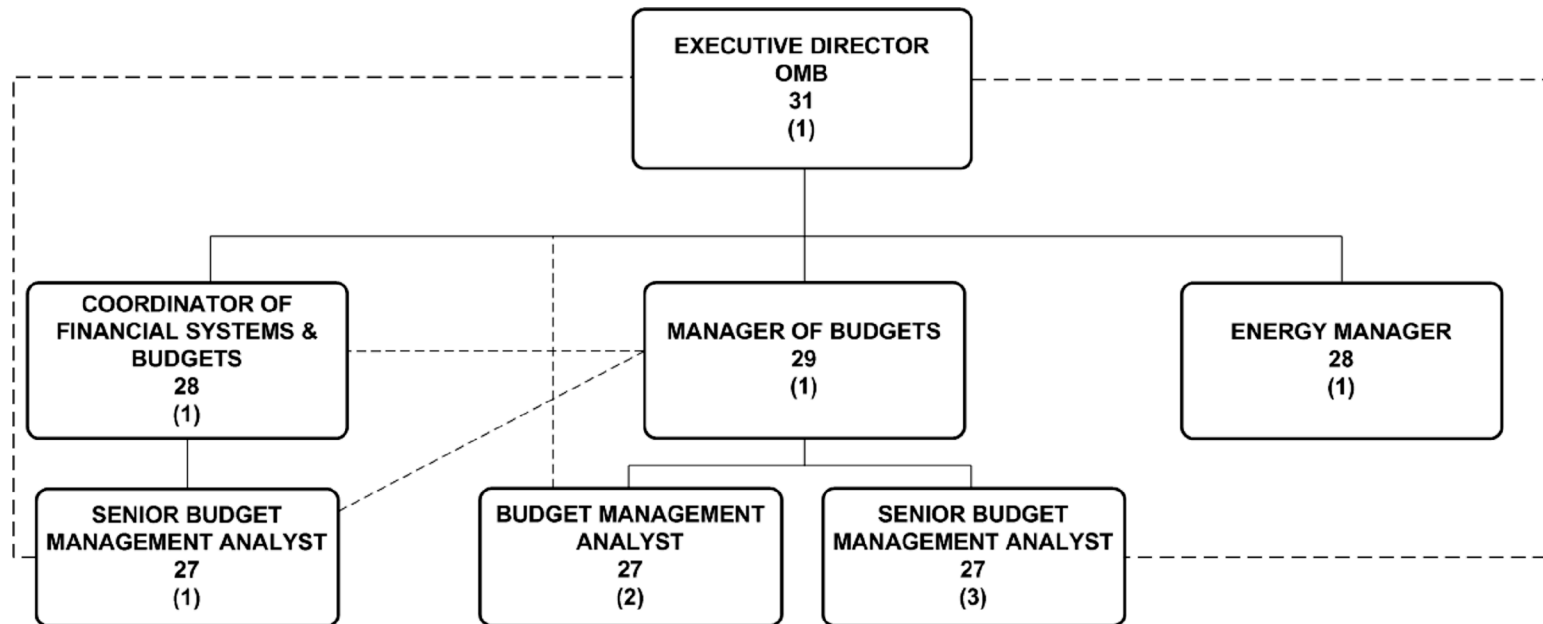 EXECUTIVE DIRECTOR
OMB
31
(1)
COORDINATOR OF
FINANCIAL SYSTEMS &
BUDGETS
28
(1)
MANAGER OF BUDGETS
29
(1)
ENERGY MANAGER
28
(1)
SENIOR BUDGET
MANAGEMENT ANALYST
27
(1)
BUDGET MANAGEMENT
ANALYST
27
(2)
SENIOR BUDGET
MANAGEMENT ANALYST
27
(3)